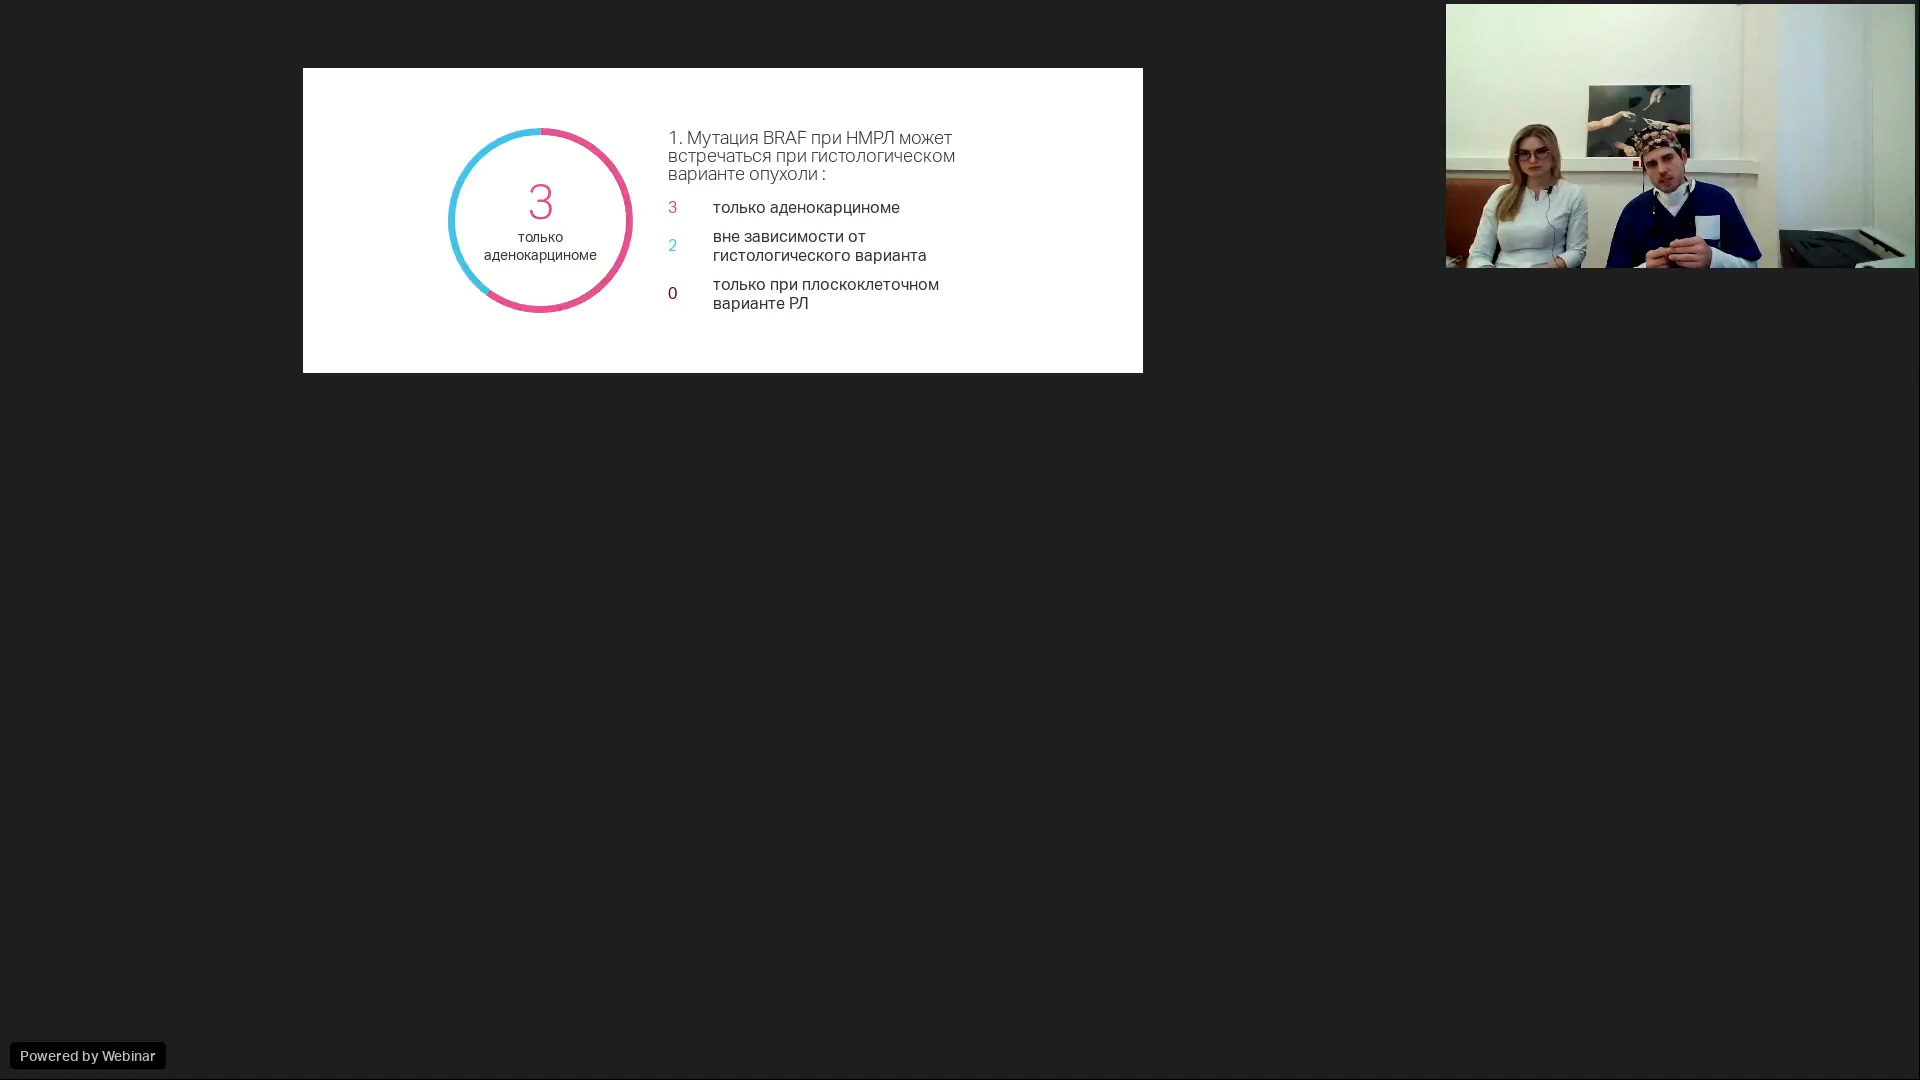 3
только
аденокарциноме
1. Мутация BRAF при НМРЛ может
встречаться при гистологическом
варианте опухоли :
3 только аденокарциноме
2 вне зависимости от
гистологического варианта
0 только при плоскоклеточном
варианте РЛ
Powered by Webinar